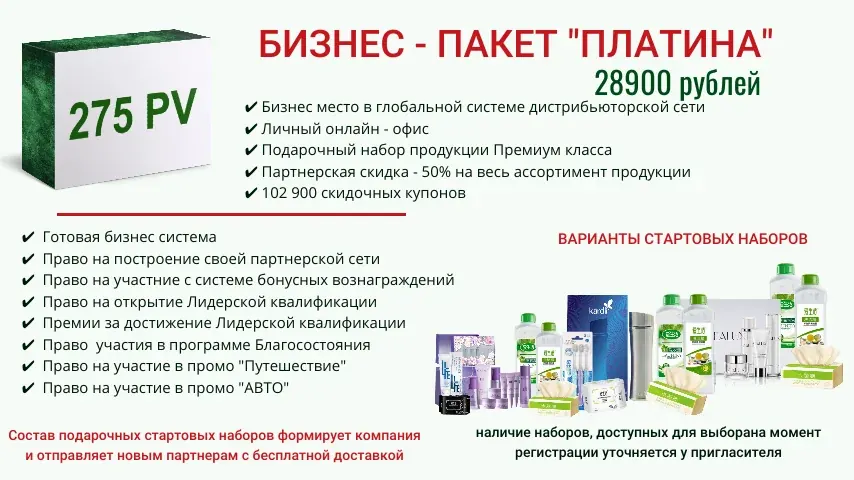 БИЗНЕС - ПАКЕТ "ПЛАТИНА"
28900 рублей
275 PV
✔ Бизнес место в глобальной системе дистрибьюторской сети
✔ Личный онлайн - офис
✔ Подарочный набор продукции Премиум класса
✔ Партнерская скидка - 50% на весь ассортимент продукции
✔ 102 900 скидочных купонов
✔ Готовая бизнес система
✔ Право на построение своей партнерской сети
✔ Право на участие с системе бонусных вознаграждений
✔ Право на открытие Лидерской квалификации
✔ Премии за достижение Лидерской квалификации
✔ Право участия в программе Благосостояния
✔ Право на участие в промо "Путешествие"
✔ Право на участие в промо "АВТО"
ВАРИАНТЫ СТАРТОВЫХ НАБОРОВ
kardli
Состав подарочных стартовых наборов формирует компания
и отправляет новым партнерам с бесплатной доставкой
наличие наборов, доступных для выборана момент
регистрации уточняется у пригласителя